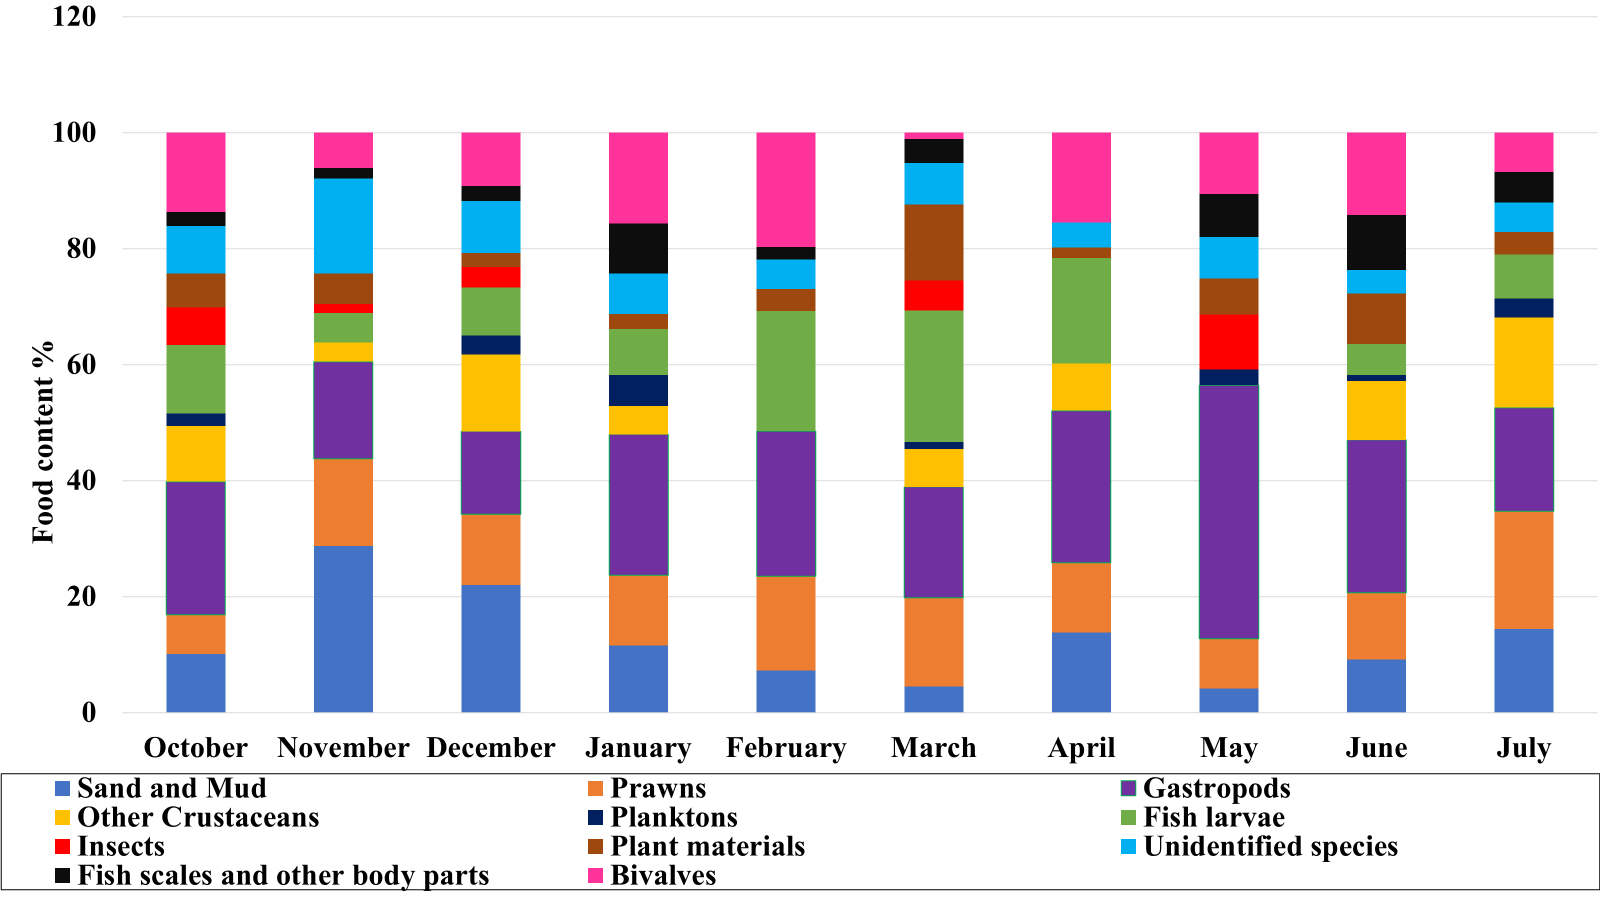 120
100
80
60
40
20
0
Food content %
October November December January February March April May June July
Sand and Mud Prawns Gastropods
Other Crustaceans Planktons Fish larvae
Insects Plant materials Unidentified species
Fish scales and other body parts Bivalves